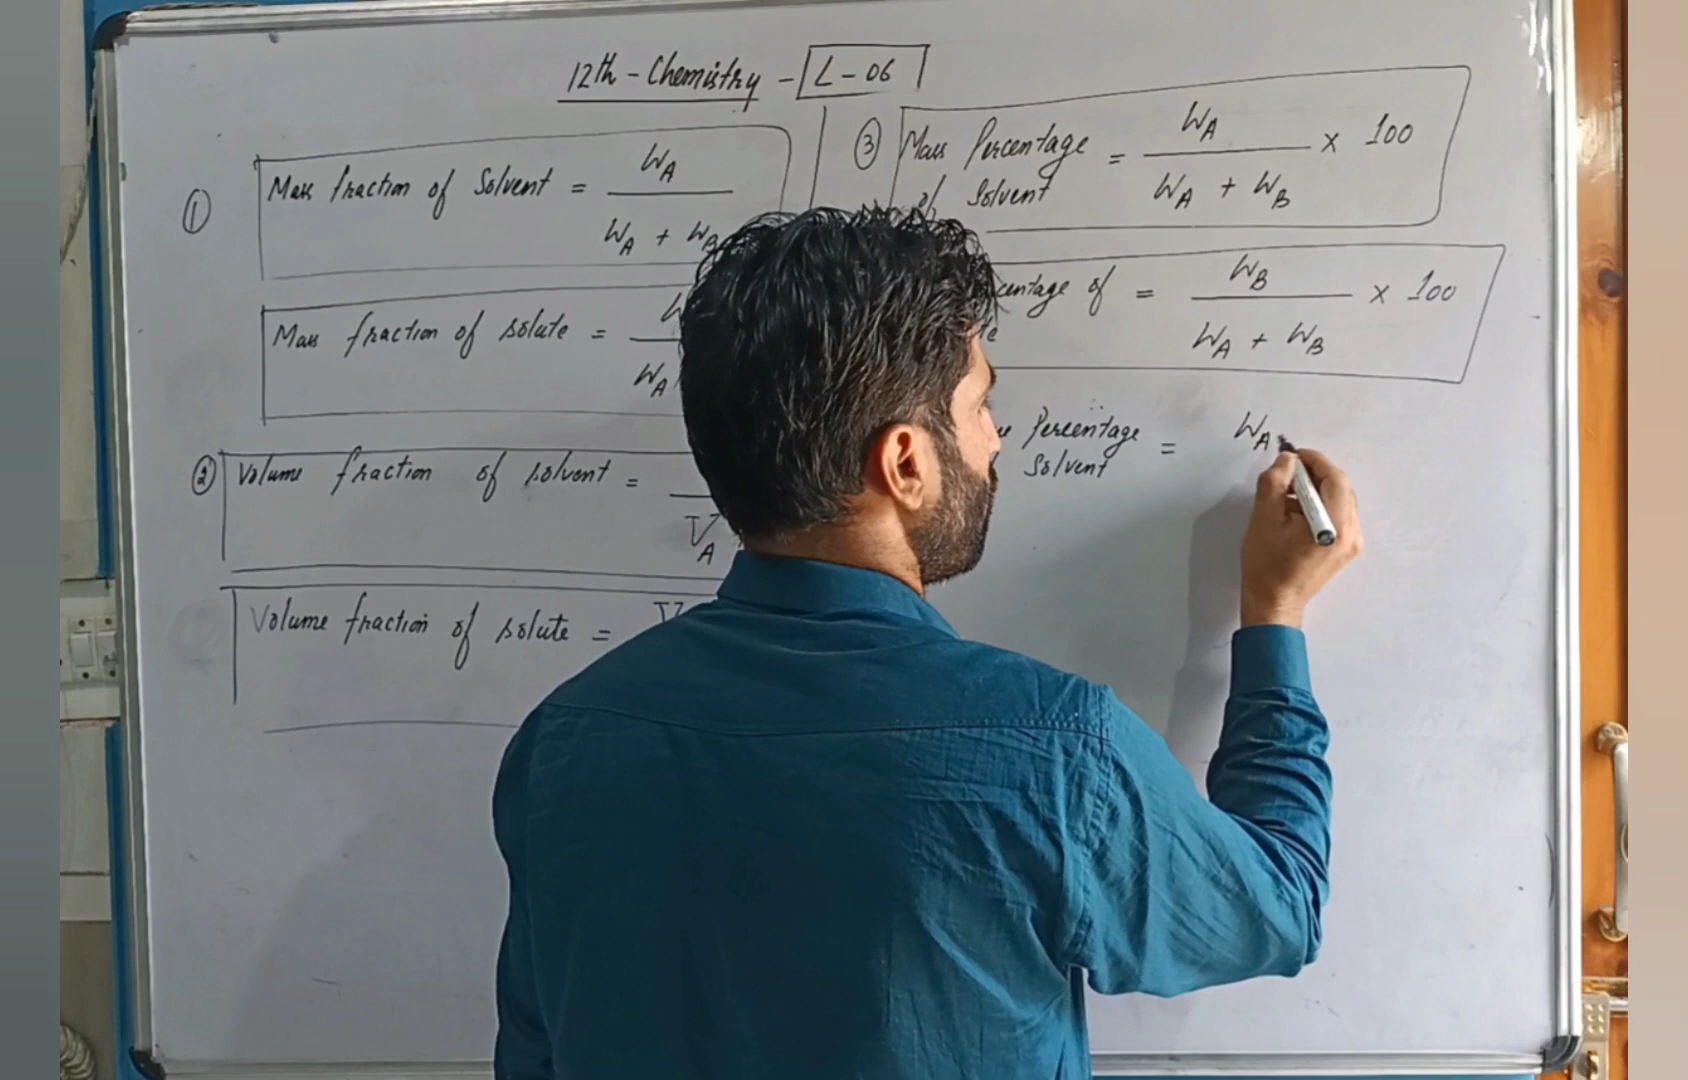 12th - Chemistry - L - 06
①
Mass fraction of Solvent = W_A
W_A + W_B
Mass fraction of solute =
W_A
② Volume fraction of solvent =
V_A
Volume fraction of solute = V
③ Mass Percentage of Solvent = W_A × 100
W_A + W_B
centage of = W_B × 100
W_A + W_B
Percentage = W_A
Solvent